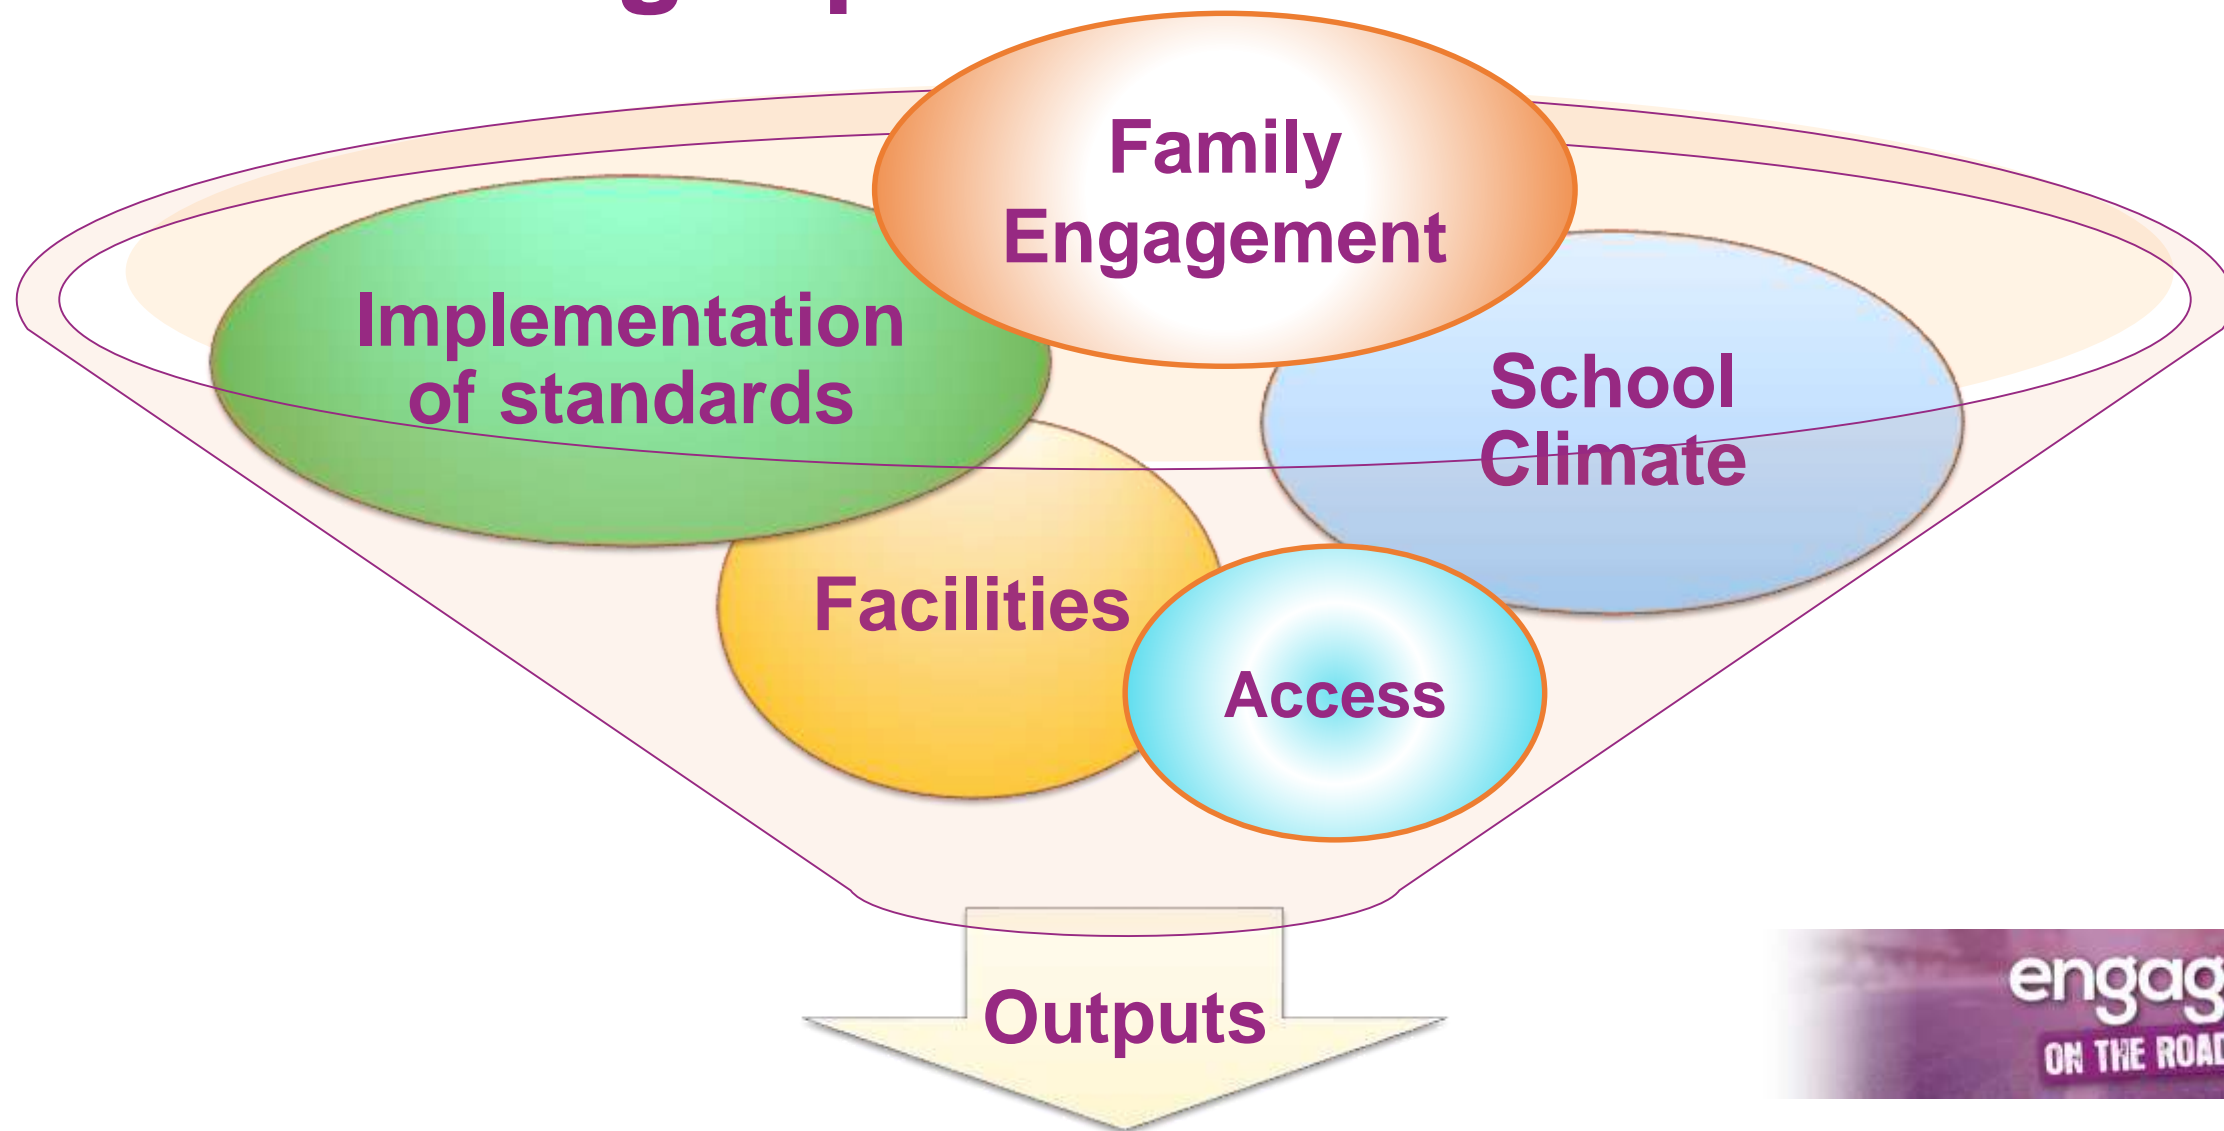 Family
Engagement
Implementation
of standards
School
Climate
Facilities
Access
Outputs
engag
ON THE ROAD